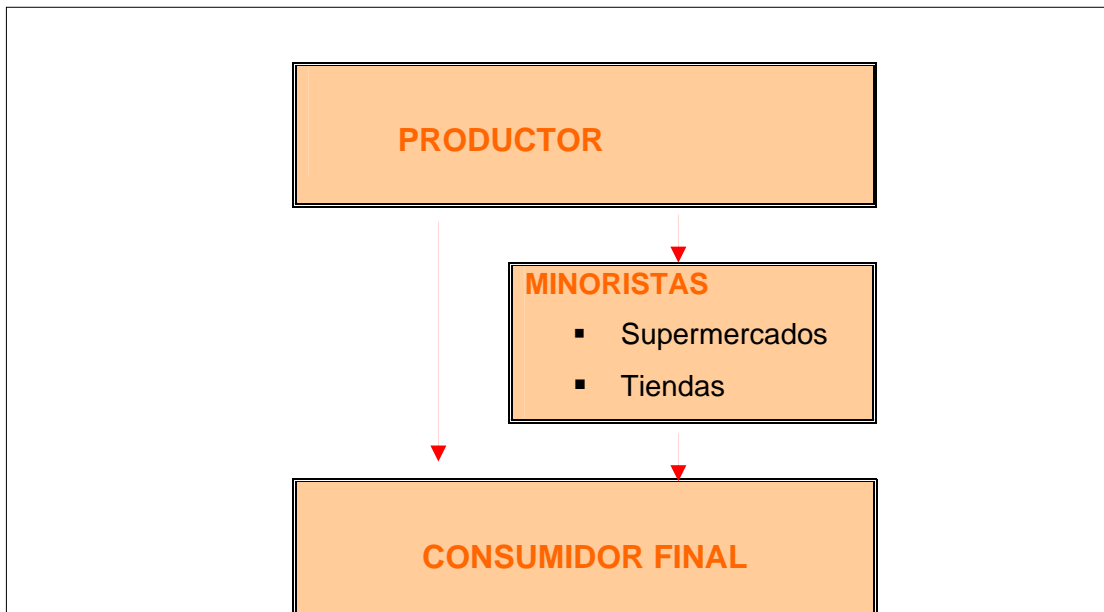 PRODUCTOR
MINORISTAS
▪ Supermercados
▪ Tiendas
CONSUMIDOR FINAL